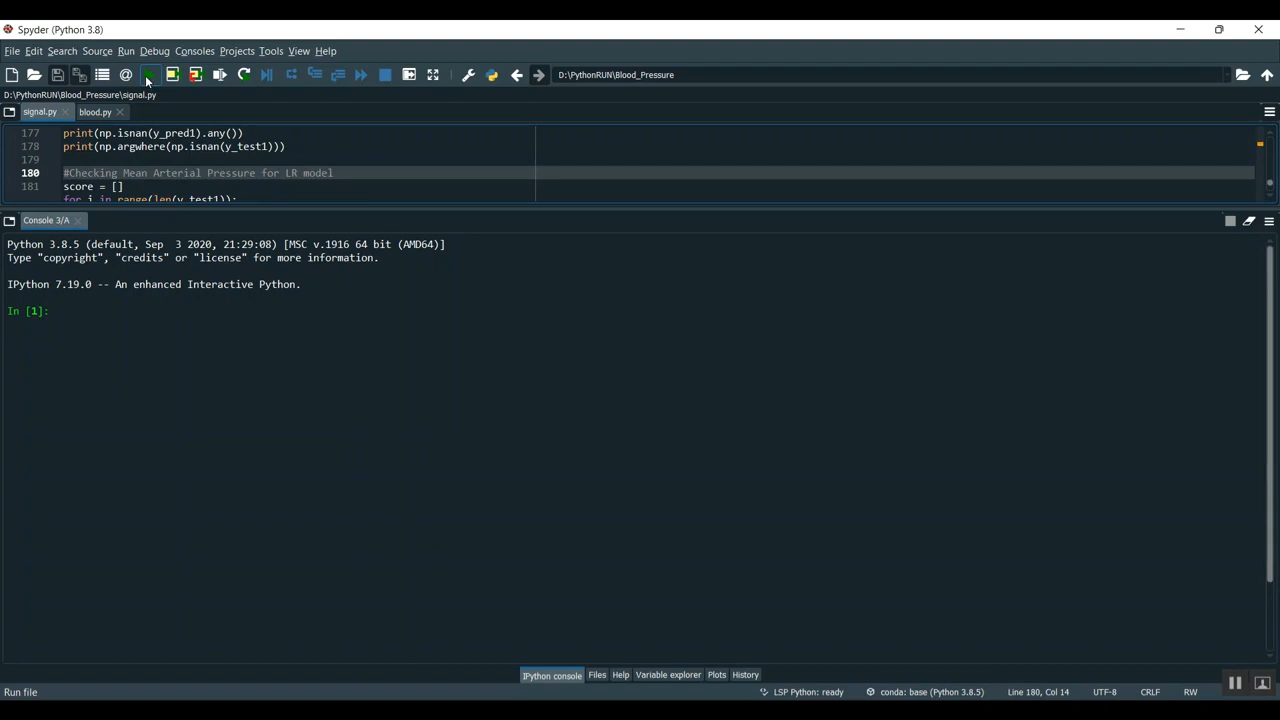 Spyder (Python 3.8)
File Edit Search Source Run Debug Consoles Projects Tools View Help
D:\PythonRUN\Blood_Pressure
D:\PythonRUN\Blood_Pressure\signal.py
signal.py blood.py
177 print(np.isnan(y_pred1).any())
178 print(np.argwhere(np.isnan(y_test1)))
179
180 #Checking Mean Arterial Pressure for LR model
181 score = []
for i in range(len(y_test1)):
Console 3/A
Python 3.8.5 (default, Sep  3 2020, 21:29:08) [MSC v.1916 64 bit (AMD64)]
Type "copyright", "credits" or "license" for more information.
IPython 7.19.0 -- An enhanced Interactive Python.
In [1]:
IPython console Files Help Variable explorer Plots History
Run file LSP Python: ready conda: base (Python 3.8.5) Line 180, Col 14 UTF-8 CRLF RW